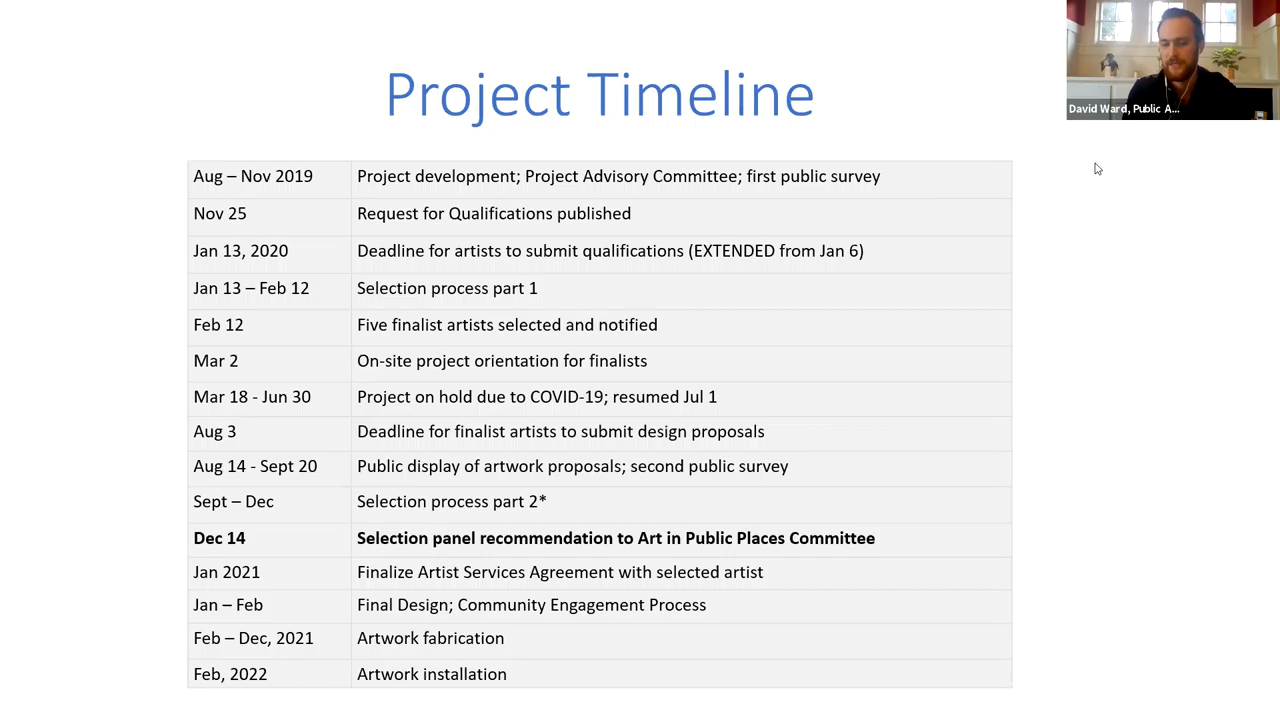 David Ward, Public A...
Project Timeline
Aug – Nov 2019 Project development; Project Advisory Committee; first public survey
Nov 25 Request for Qualifications published
Jan 13, 2020 Deadline for artists to submit qualifications (EXTENDED from Jan 6)
Jan 13 – Feb 12 Selection process part 1
Feb 12 Five finalist artists selected and notified
Mar 2 On-site project orientation for finalists
Mar 18 - Jun 30 Project on hold due to COVID-19; resumed Jul 1
Aug 3 Deadline for finalist artists to submit design proposals
Aug 14 - Sept 20 Public display of artwork proposals; second public survey
Sept – Dec Selection process part 2*
Dec 14 Selection panel recommendation to Art in Public Places Committee
Jan 2021 Finalize Artist Services Agreement with selected artist
Jan – Feb Final Design; Community Engagement Process
Feb – Dec, 2021 Artwork fabrication
Feb, 2022 Artwork installation